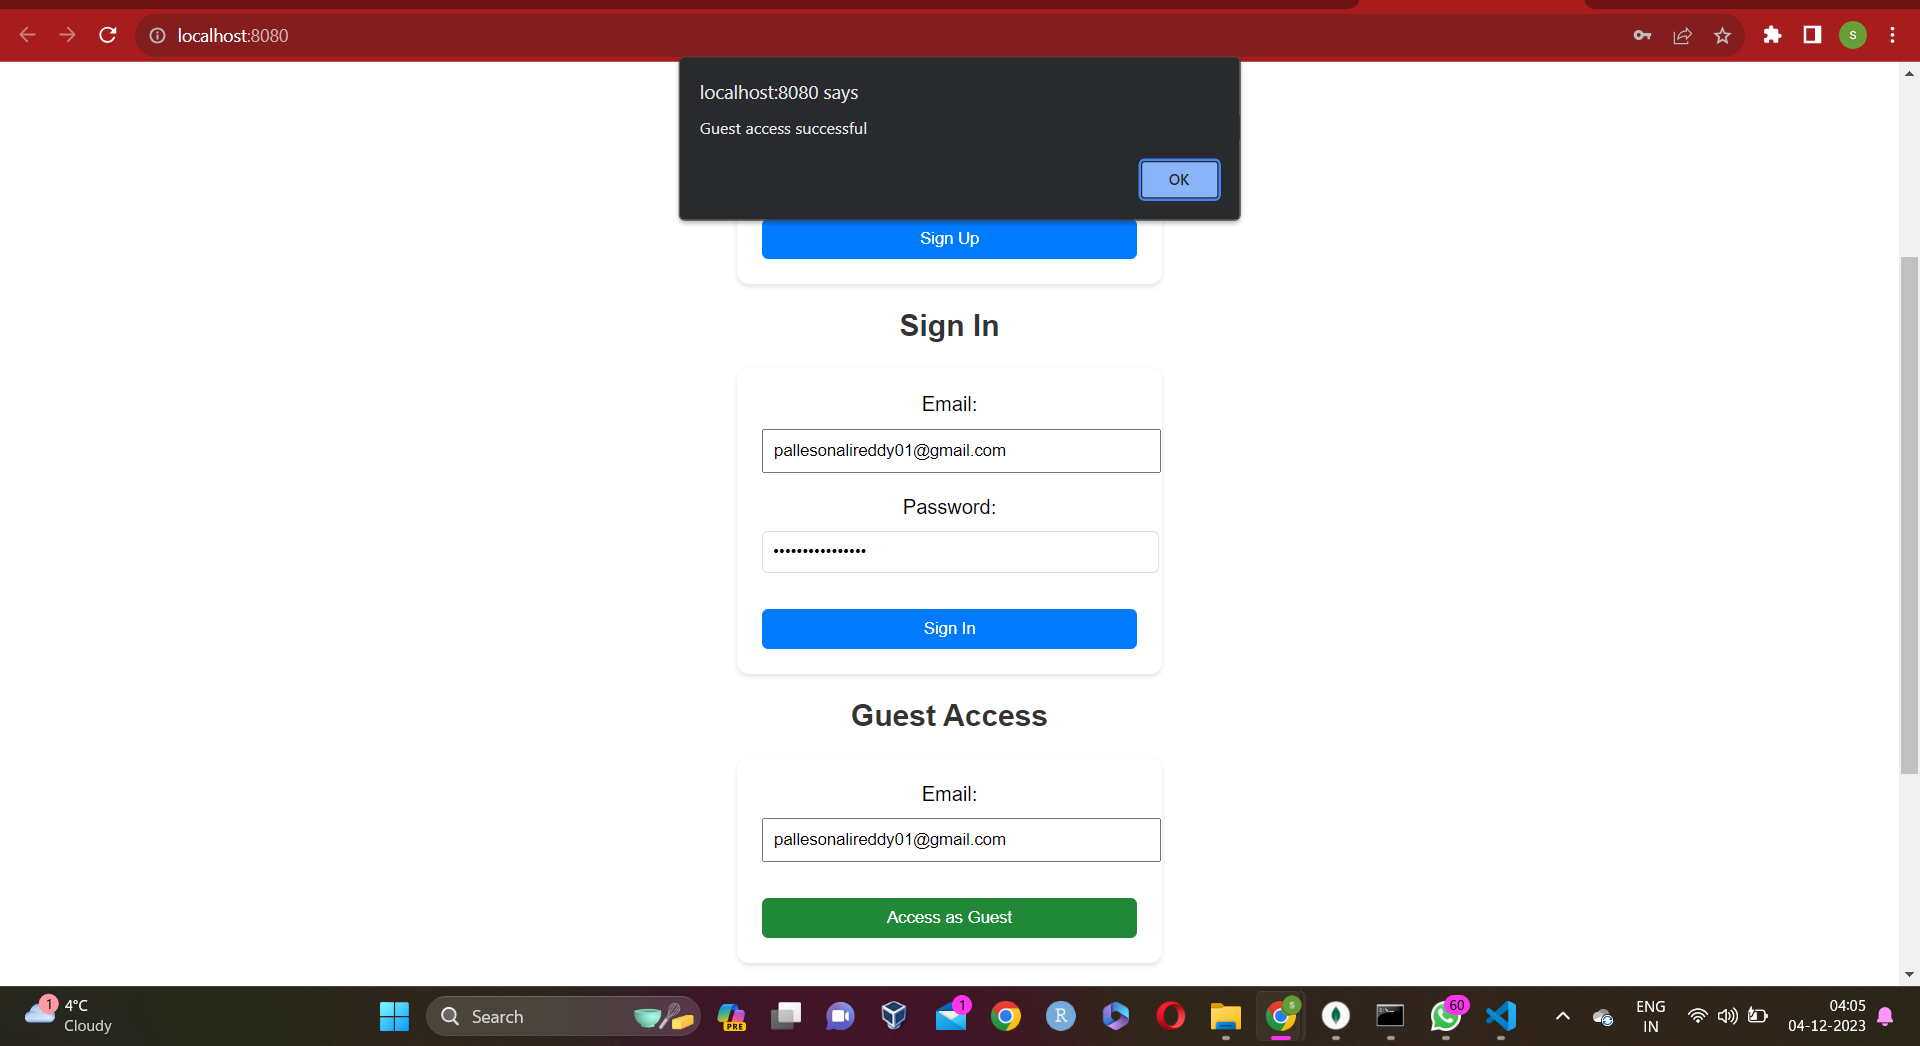 localhost:8080
S
localhost:8080 says
Guest access successful
OK
Sign Up
Sign In
Email:
pallesonalireddy01@gmail.com
Password:
••••••••••••••••
Sign In
Guest Access
Email:
pallesonalireddy01@gmail.com
Access as Guest
1
4°C
Cloudy
Search
PRE
1
R
S
60
ENG
IN
04:05
04-12-2023